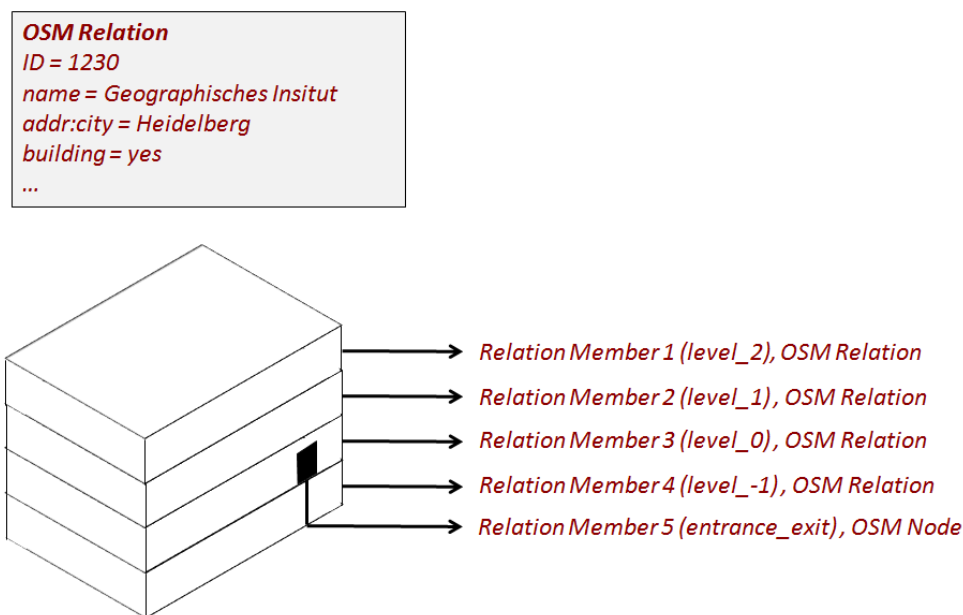 OSM Relation
ID = 1230
name = Geographisches Insitut
addr:city = Heidelberg
building = yes
...
Relation Member 1 (level_2), OSM Relation
Relation Member 2 (level_1), OSM Relation
Relation Member 3 (level_0), OSM Relation
Relation Member 4 (level_-1), OSM Relation
Relation Member 5 (entrance_exit), OSM Node